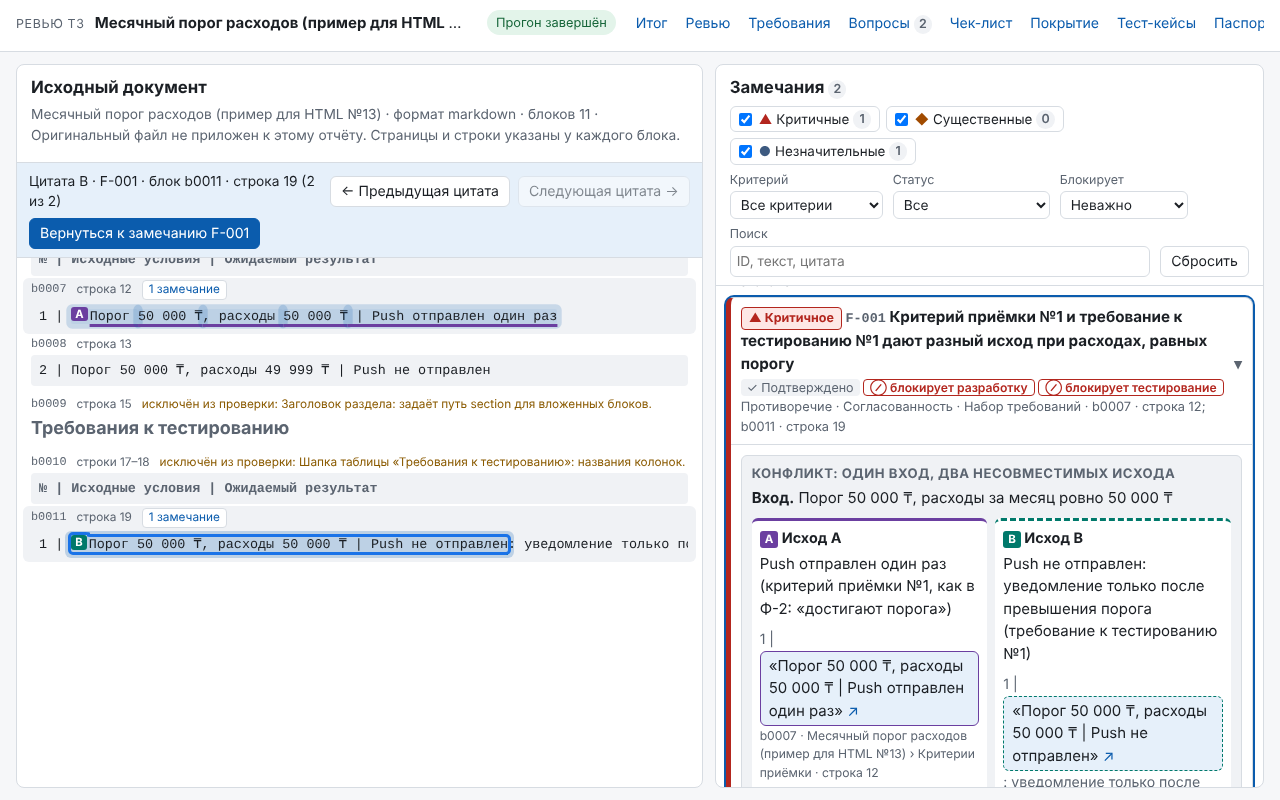 РЕВЬЮ ТЗ Месячный порог расходов (пример для HTML ... Прогон завершён Итог Ревью Требования Вопросы 2 Чек-лист Покрытие Тест-кейсы Паспор
Исходный документ
Месячный порог расходов (пример для HTML №13) · формат markdown · блоков 11 ·
Оригинальный файл не приложен к этому отчёту. Страницы и строки указаны у каждого блока.
Цитата B · F-001 · блок b0011 · строка 19 (2
из 2)
← Предыдущая цитата
Следующая цитата →
Вернуться к замечанию F-001
№ | Исходные условия | Ожидаемый результат
b0007 строка 12 1 замечание
1 | A Порог 50 000 ₸, расходы 50 000 ₸ | Push отправлен один раз
b0008 строка 13
2 | Порог 50 000 ₸, расходы 49 999 ₸ | Push не отправлен
b0009 строка 15 исключён из проверки: Заголовок раздела: задаёт путь section для вложенных блоков.
Требования к тестированию
b0010 строки 17–18 исключён из проверки: Шапка таблицы «Требования к тестированию»: названия колонок.
№ | Исходные условия | Ожидаемый результат
b0011 строка 19 1 замечание
1 | B Порог 50 000 ₸, расходы 50 000 ₸ | Push не отправлен: уведомление только по
Замечания 2
▲ Критичные 1 ◆ Существенные 0
● Незначительные 1
Критерий Статус Блокирует
Все критерии Все Неважно
Поиск
ID, текст, цитата Сбросить
▲ Критичное F-001 Критерий приёмки №1 и требование к
тестированию №1 дают разный исход при расходах, равных
порогу ▼
✓ Подтверждено блокирует разработку блокирует тестирование
Противоречие · Согласованность · Набор требований · b0007 · строка 12;
b0011 · строка 19
КОНФЛИКТ: ОДИН ВХОД, ДВА НЕСОВМЕСТИМЫХ ИСХОДА
Вход. Порог 50 000 ₸, расходы за месяц ровно 50 000 ₸
A Исход A
Push отправлен один раз
(критерий приёмки №1, как в
Ф-2: «достигают порога»)
1 |
«Порог 50 000 ₸, расходы
50 000 ₸ | Push отправлен
один раз» ↗
b0007 · Месячный порог расходов
(пример для HTML №13) › Критерии
приёмки · строка 12
B Исход B
Push не отправлен:
уведомление только после
превышения порога
(требование к тестированию
№1)
1 |
«Порог 50 000 ₸, расходы
50 000 ₸ | Push не
отправлен» ↗
: уведомление только после